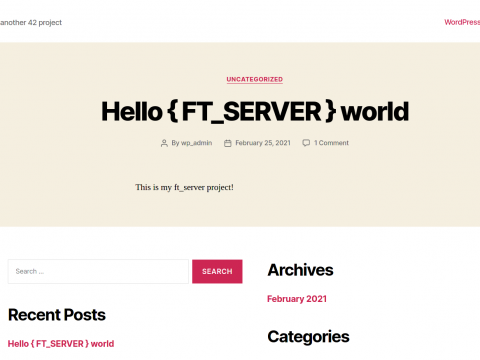 another 42 project
WordPress
UNCATEGORIZED
Hello { FT_SERVER } world
By wp_admin February 25, 2021 1 Comment
This is my ft_server project!
Search …
SEARCH
Recent Posts
Hello { FT_SERVER } world
Archives
February 2021
Categories